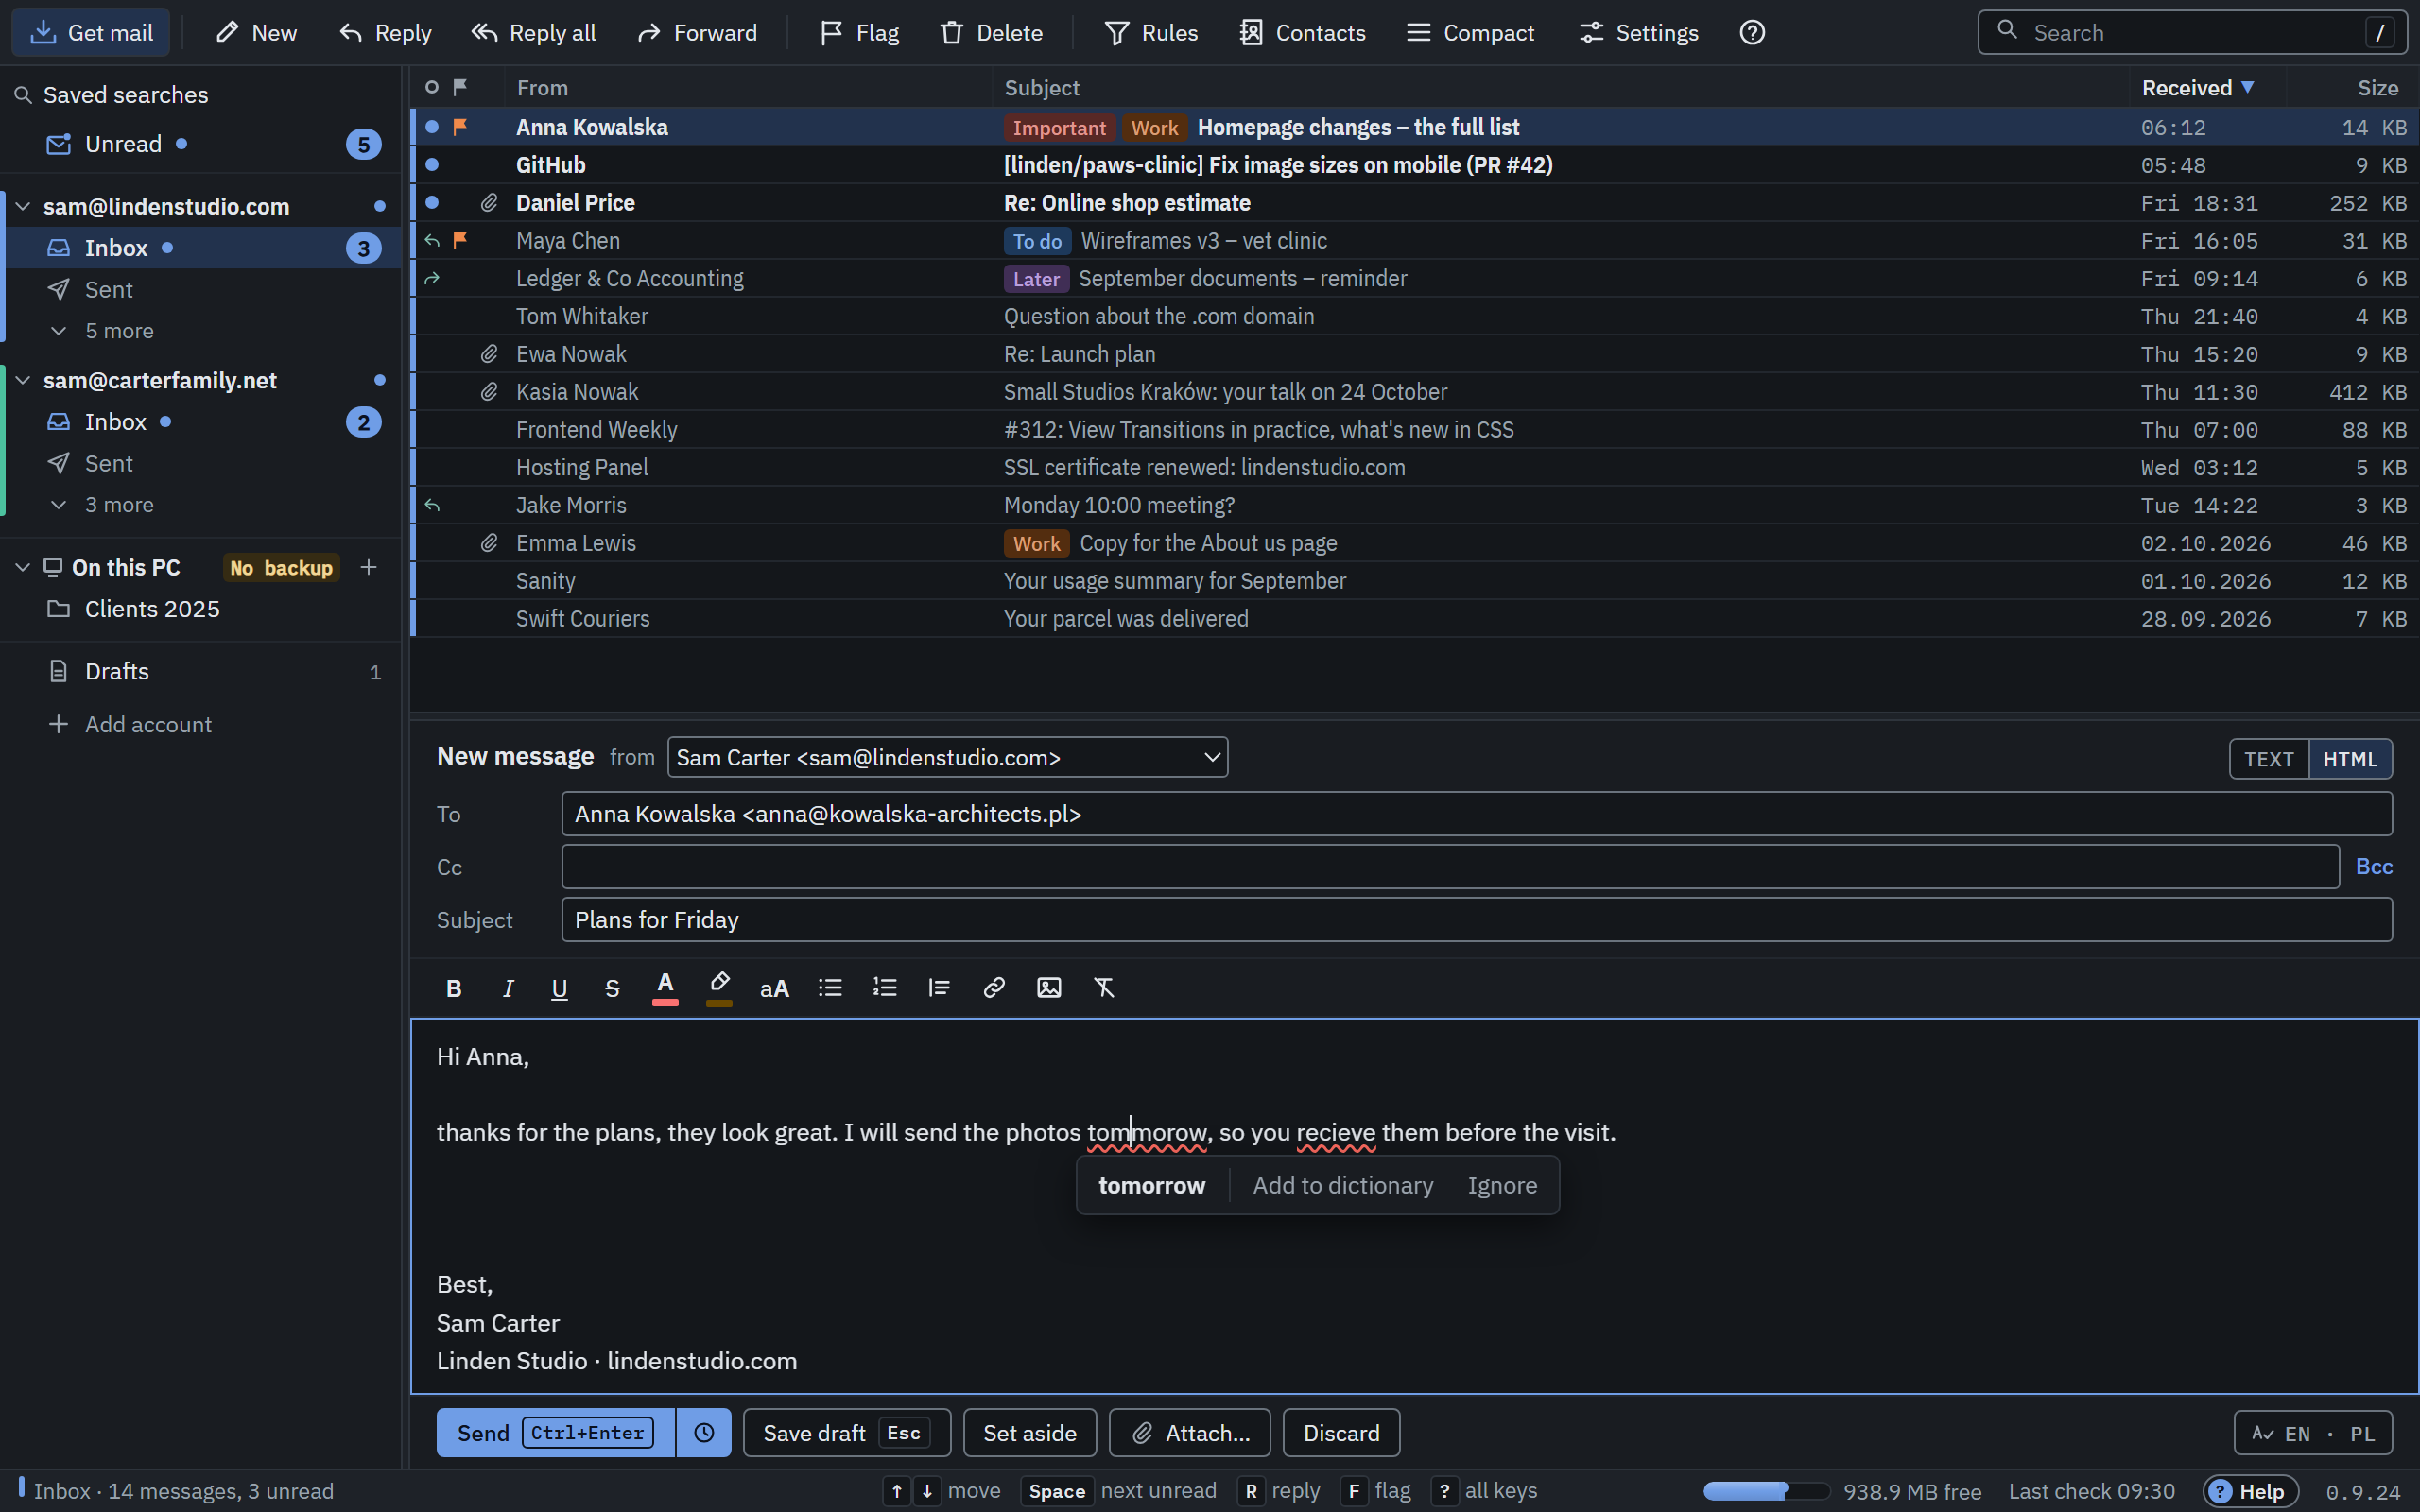 Get mail New Reply Reply all Forward Flag Delete Rules Contacts Compact Settings Search /
Saved searches
Unread 5
sam@lindenstudio.com
Inbox 3
Sent
5 more
sam@carterfamily.net
Inbox 2
Sent
3 more
On this PC No backup
Clients 2025
Drafts 1
Add account
From Subject Received Size
Anna Kowalska Important Work Homepage changes – the full list 06:12 14 KB
GitHub [linden/paws-clinic] Fix image sizes on mobile (PR #42) 05:48 9 KB
Daniel Price Re: Online shop estimate Fri 18:31 252 KB
Maya Chen To do Wireframes v3 – vet clinic Fri 16:05 31 KB
Ledger & Co Accounting Later September documents – reminder Fri 09:14 6 KB
Tom Whitaker Question about the .com domain Thu 21:40 4 KB
Ewa Nowak Re: Launch plan Thu 15:20 9 KB
Kasia Nowak Small Studios Kraków: your talk on 24 October Thu 11:30 412 KB
Frontend Weekly #312: View Transitions in practice, what's new in CSS Thu 07:00 88 KB
Hosting Panel SSL certificate renewed: lindenstudio.com Wed 03:12 5 KB
Jake Morris Monday 10:00 meeting? Tue 14:22 3 KB
Emma Lewis Work Copy for the About us page 02.10.2026 46 KB
Sanity Your usage summary for September 01.10.2026 12 KB
Swift Couriers Your parcel was delivered 28.09.2026 7 KB
New message from Sam Carter <sam@lindenstudio.com> TEXT HTML
To Anna Kowalska <anna@kowalska-architects.pl>
Cc Bcc
Subject Plans for Friday
B I U S A aA
Hi Anna,
thanks for the plans, they look great. I will send the photos tommorow, so you recieve them before the visit.
tomorrow Add to dictionary Ignore
Best,
Sam Carter
Linden Studio · lindenstudio.com
Send Ctrl+Enter Save draft Esc Set aside Attach... Discard EN · PL
Inbox · 14 messages, 3 unread ↑ ↓ move Space next unread R reply F flag ? all keys 938.9 MB free Last check 09:30 ? Help 0.9.24